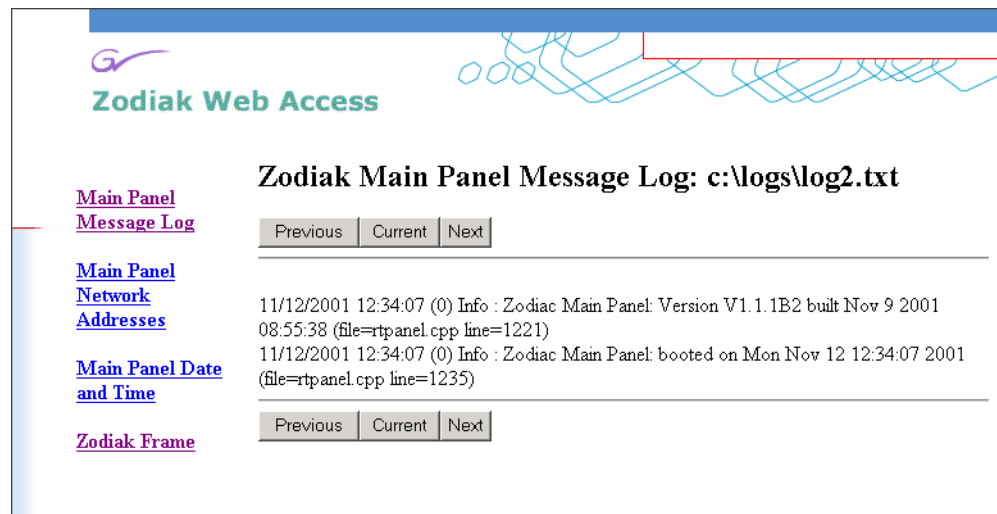 Zodiak Web Access
Main Panel
Message Log
Main Panel
Network
Addresses
Main Panel Date
and Time
Zodiak Frame
Zodiak Main Panel Message Log: c:\logs\log2.txt
Previous Current Next
11/12/2001 12:34:07 (0) Info : Zodiac Main Panel: Version V1.1.1B2 built Nov 9 2001
08:55:38 (file=rtpanel.cpp line=1221)
11/12/2001 12:34:07 (0) Info : Zodiac Main Panel: booted on Mon Nov 12 12:34:07 2001
(file=rtpanel.cpp line=1235)
Previous Current Next